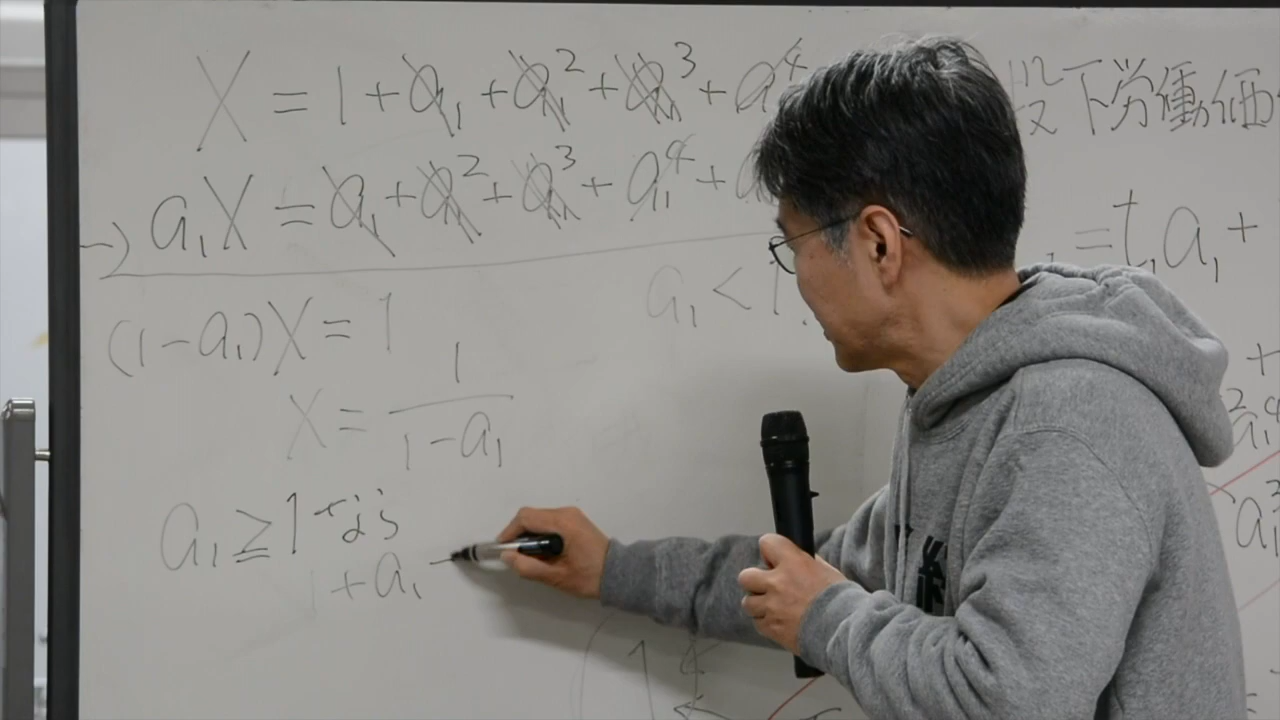 X = 1 + a₁ + a₁² + a₁³ + a₁⁴
→) a₁X = a₁ + a₁² + a₁³ + a₁⁴ + a
(1-a₁)X = 1
a₁ < 1.
X = 1/(1-a₁)
a₁ ≧ 1なら
1 + a₁ -
投下労働価
= t₁a₁ +